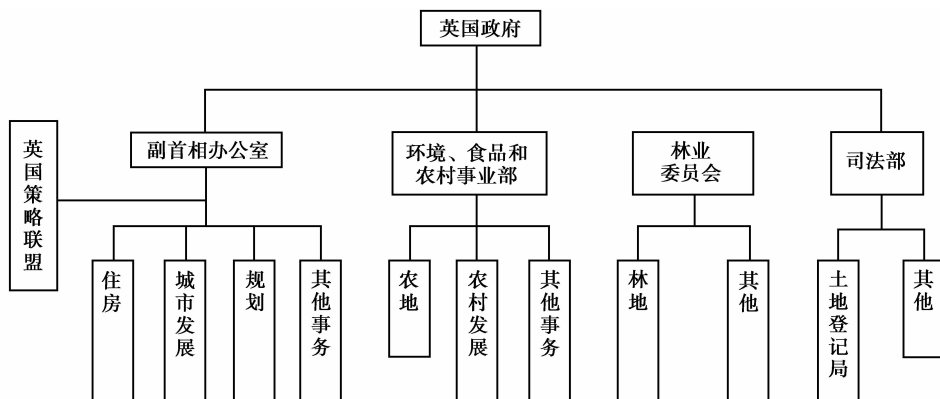 英国政府
英国策略联盟
副首相办公室
环境、食品和
农村事业部
林业
委员会
司法部
住房
城市发展
规划
其他事务
农地
农村发展
其他事务
林地
其他
土地登记局
其他